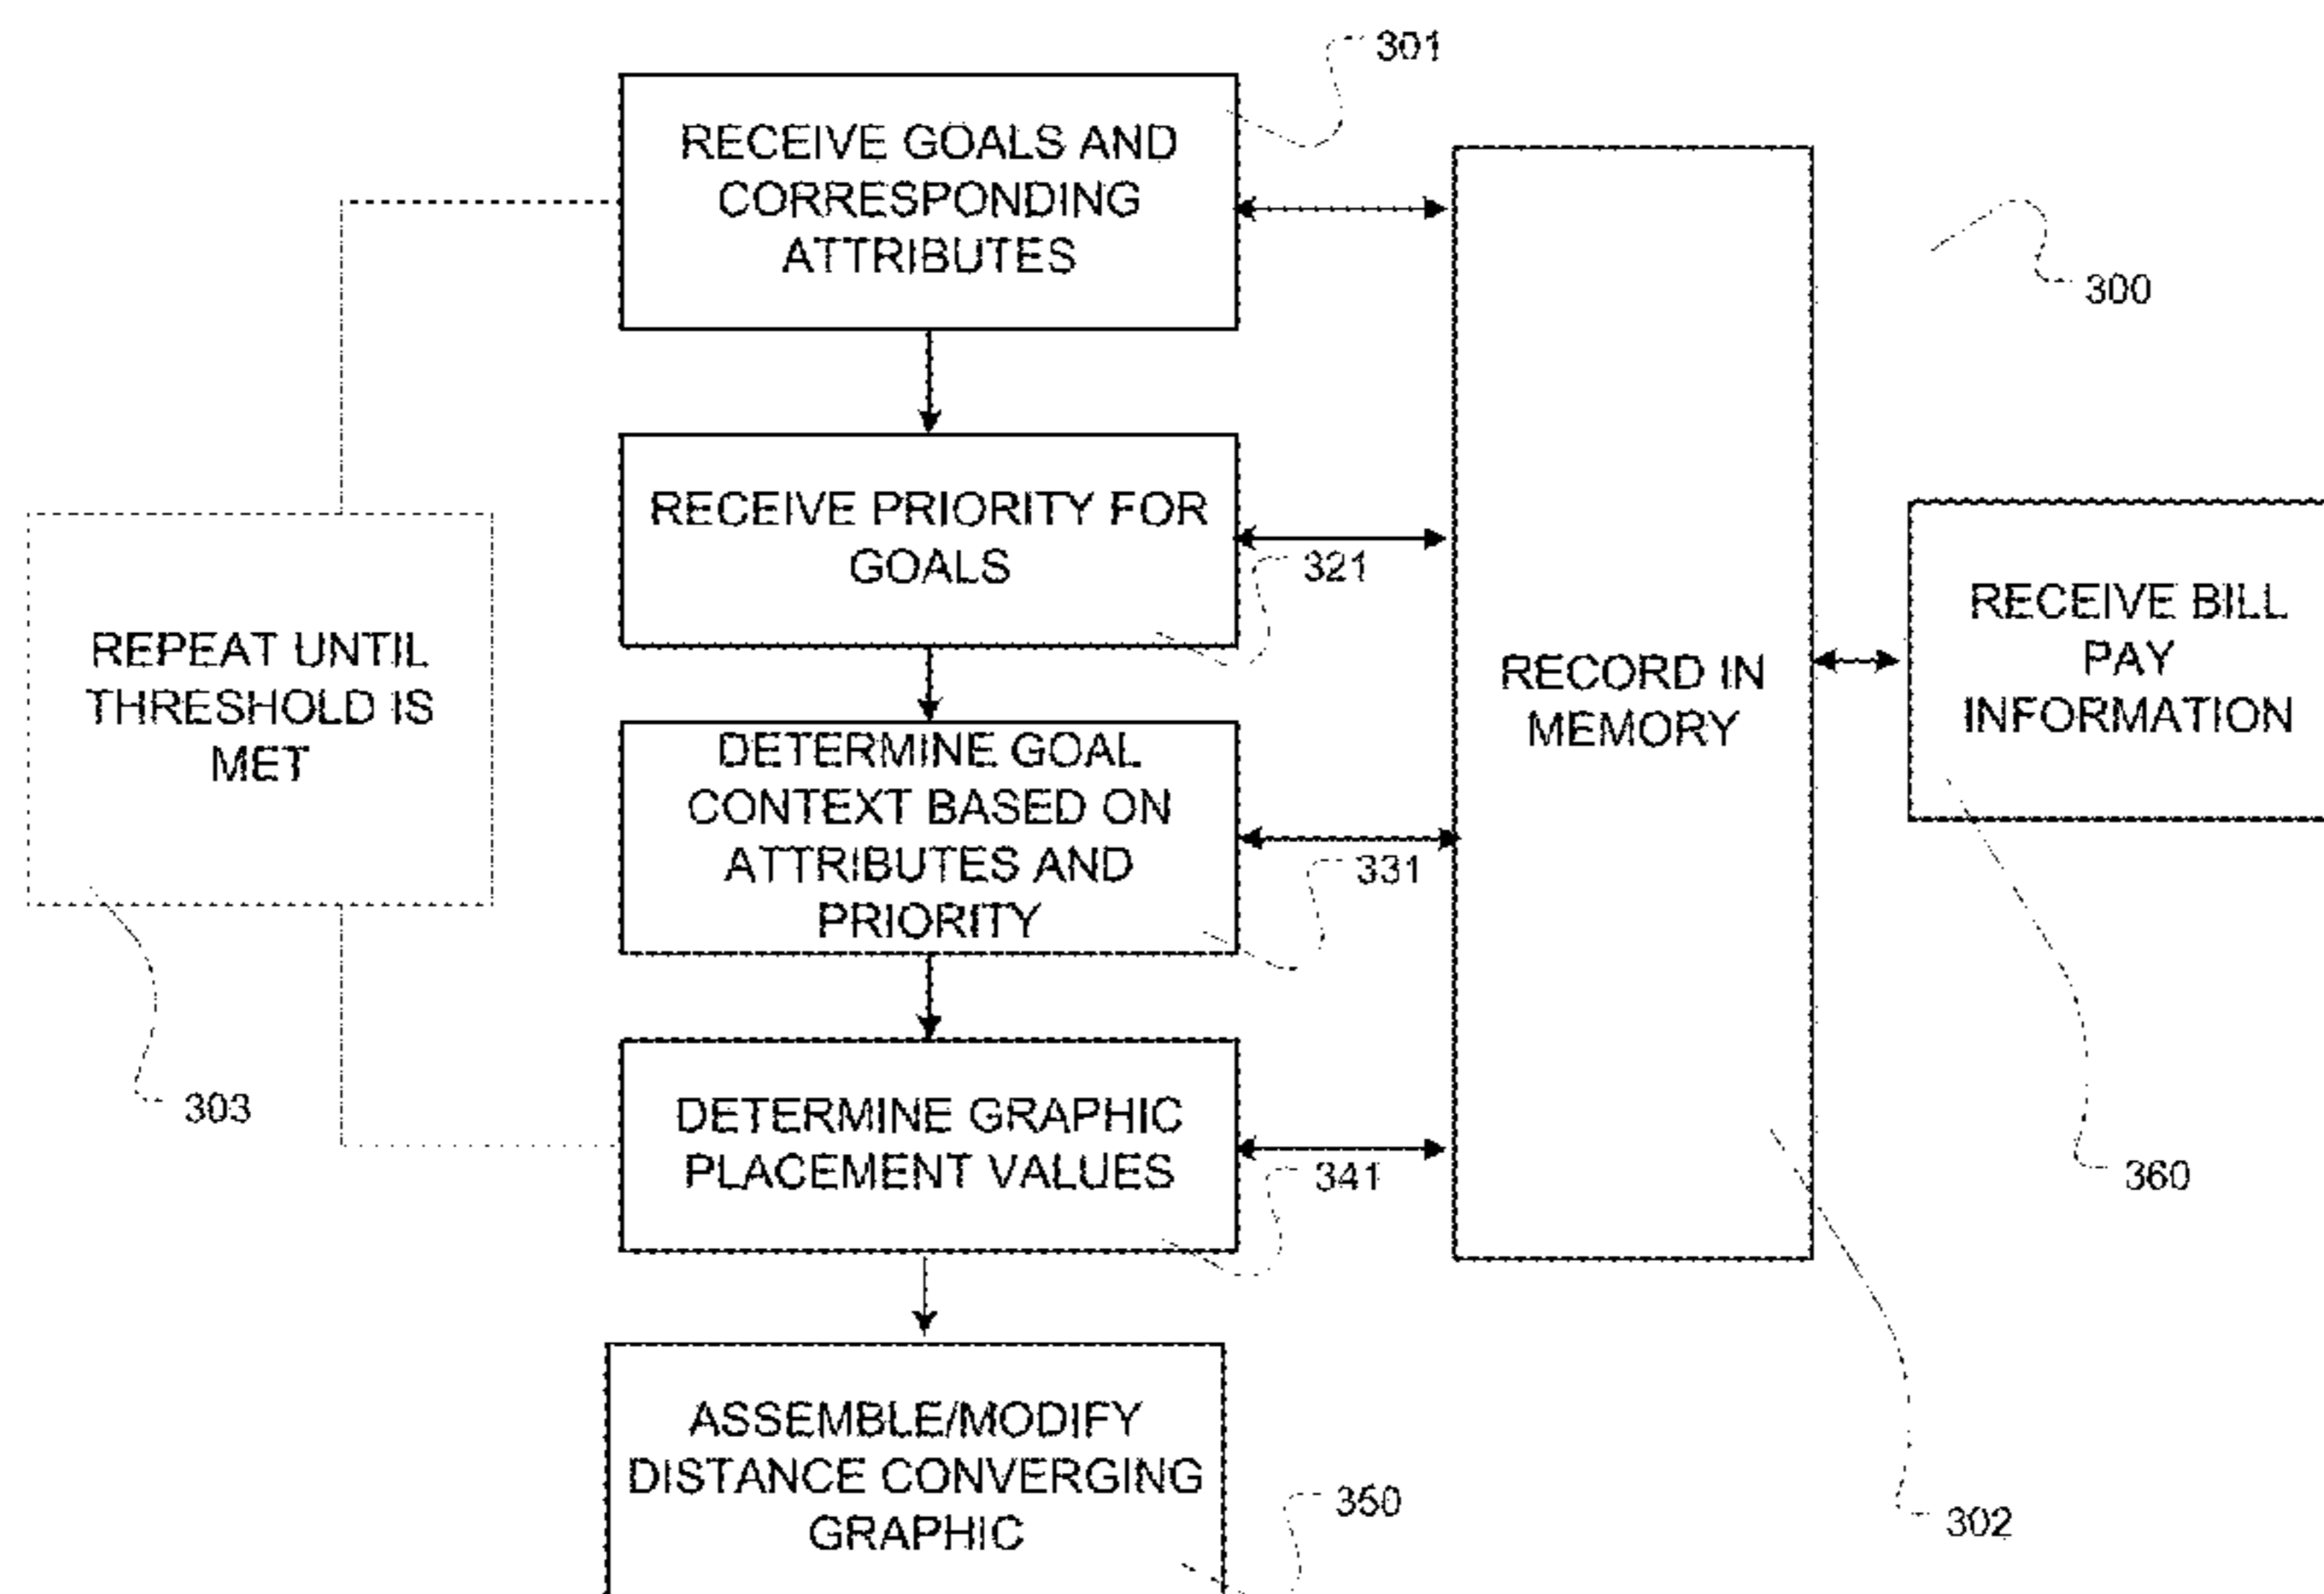 301
RECEIVE GOALS AND
CORRESPONDING
ATTRIBUTES
300
RECEIVE PRIORITY FOR
GOALS
321
REPEAT UNTIL
THRESHOLD IS
MET
RECORD IN
MEMORY
RECEIVE BILL
PAY
INFORMATION
DETERMINE GOAL
CONTEXT BASED ON
ATTRIBUTES AND
PRIORITY
331
303
DETERMINE GRAPHIC
PLACEMENT VALUES
341
360
ASSEMBLE/MODIFY
DISTANCE CONVERGING
GRAPHIC
350
302